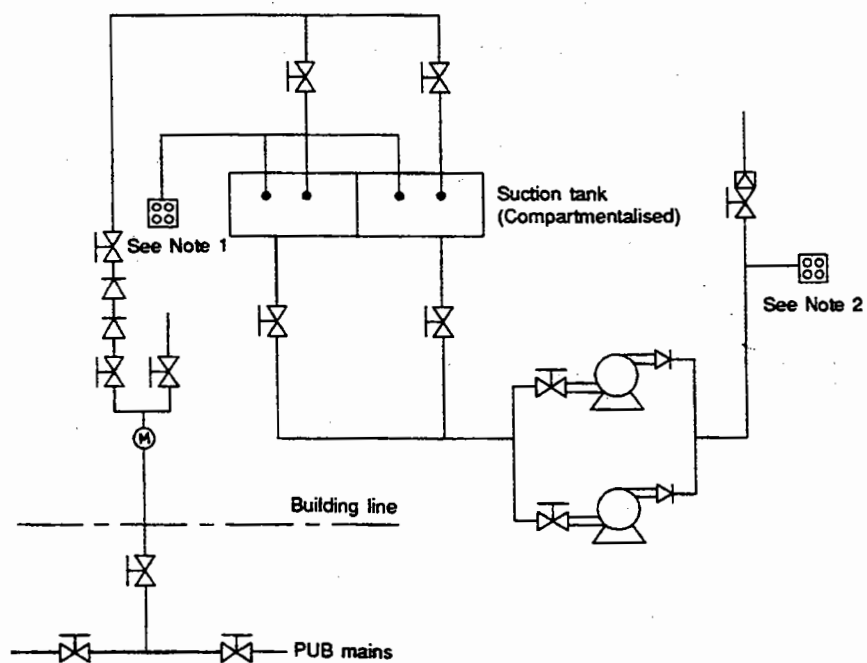 Suction tank
(Compartmentalised)
See Note 1
See Note 2
M
Building line
PUB mains